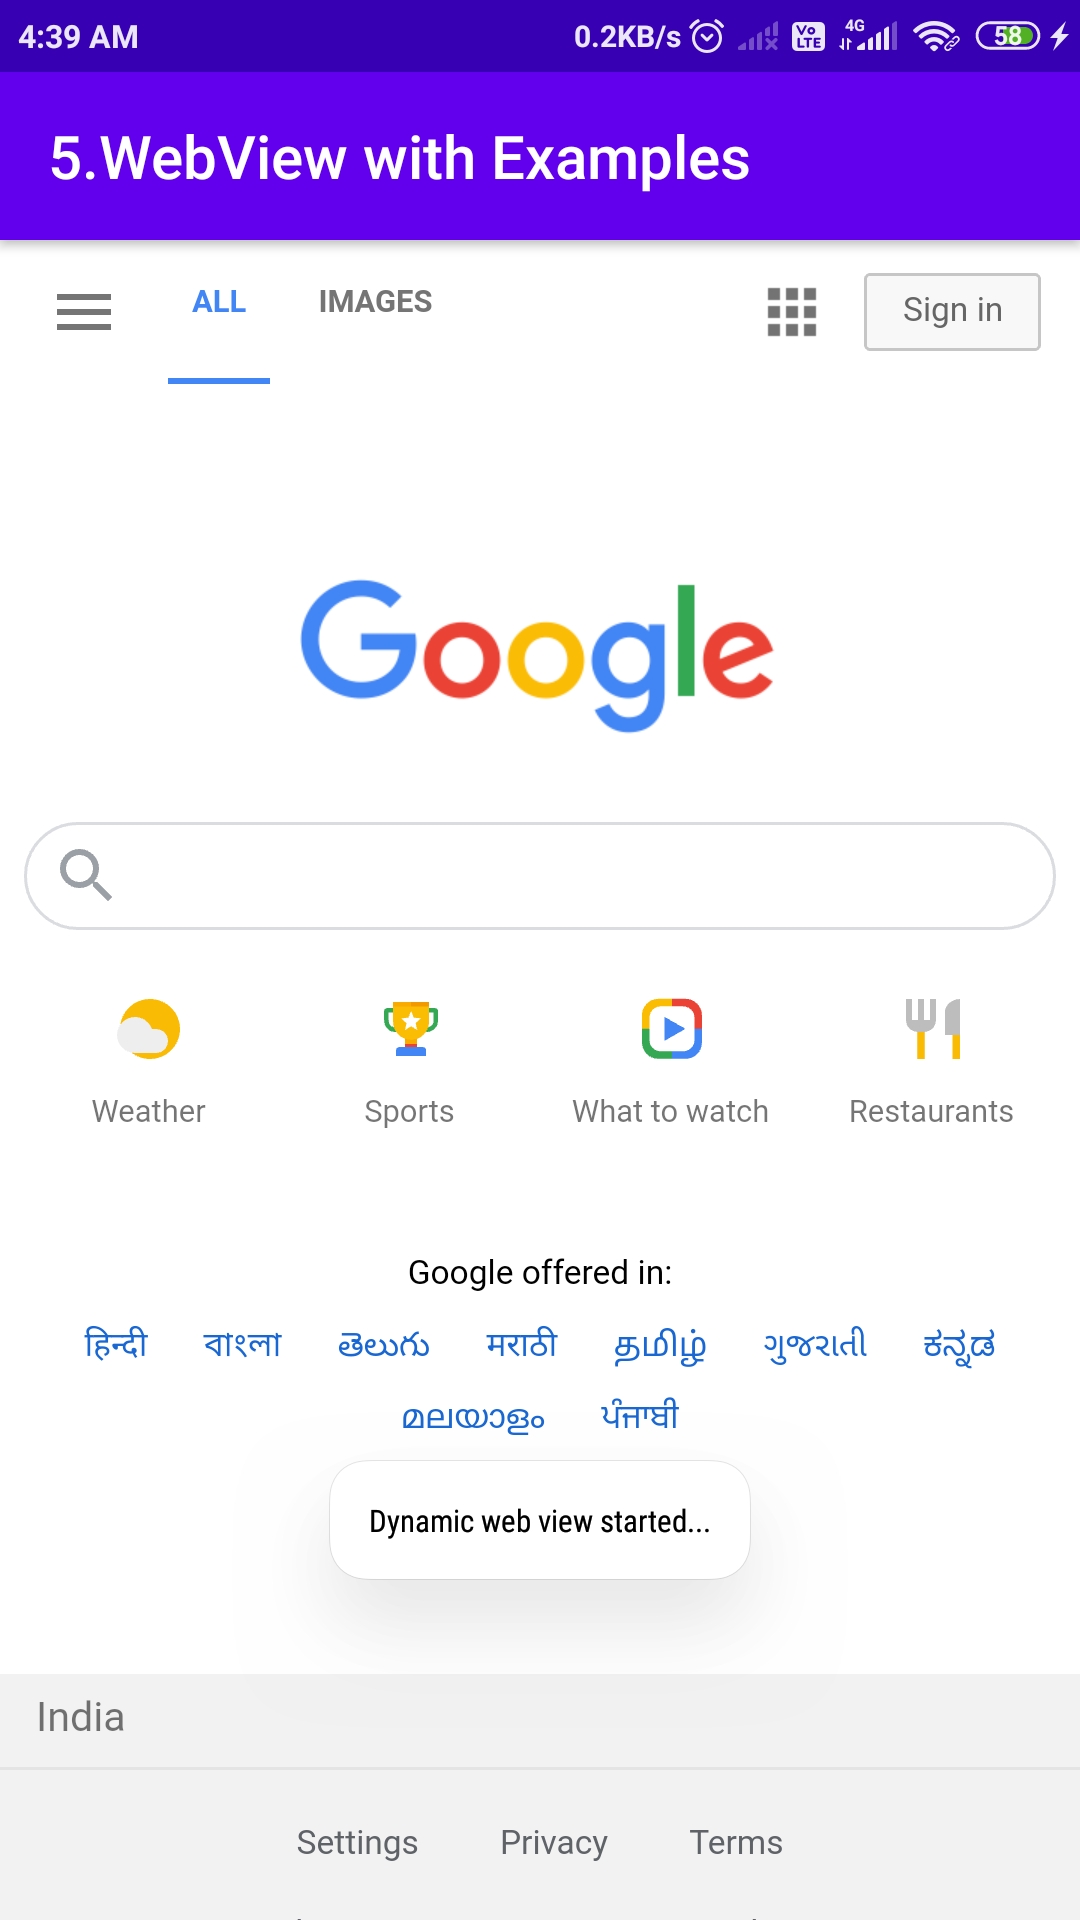 4:39 AM 0.2KB/s Vo LTE 4G 58
5.WebView with Examples
ALL IMAGES Sign in
Google
Weather Sports What to watch Restaurants
Google offered in:
हिन्दी বাংলা తెలుగు मराठी தமிழ் ગુજરાતી ಕನ್ನಡ
മലയാളം ਪੰਜਾਬੀ
Dynamic web view started...
India
Settings Privacy Terms